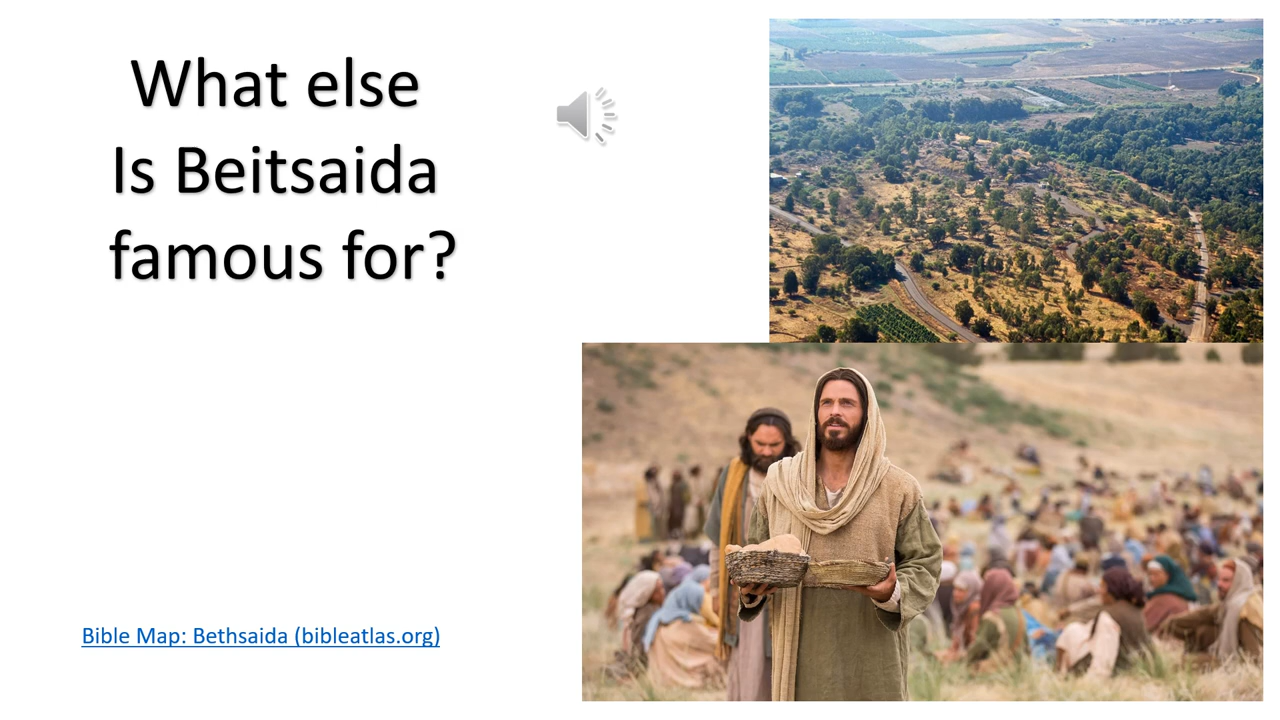 What else
Is Beitsaida
famous for?
Bible Map: Bethsaida (bibleatlas.org)